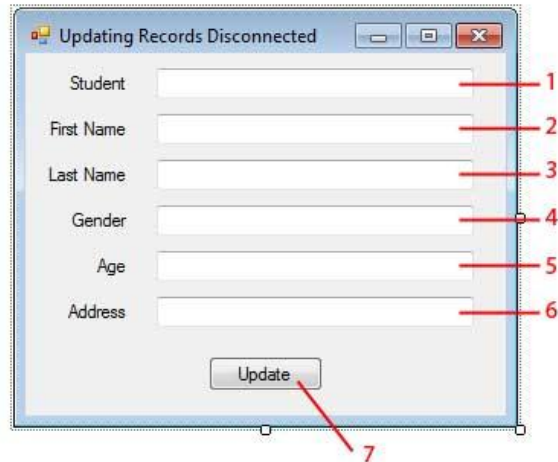 Updating Records Disconnected
Student 1
First Name 2
Last Name 3
Gender 4
Age 5
Address 6
Update
7